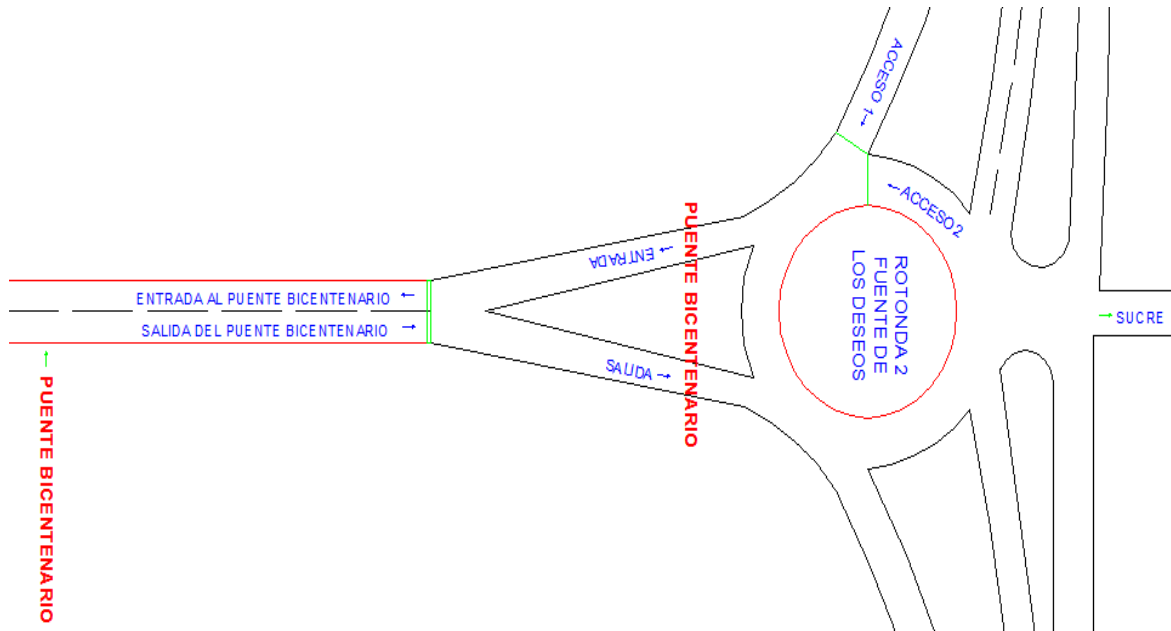 ACCESO 1→
←ACCESO 2
PUENTE BICENTENARIO
←ENTRADA
ROTONDA 2
FUENTE DE
LOS DESEOS
ENTRADA AL PUENTE BICENTENARIO ←
SALIDA DEL PUENTE BICENTENARIO →
→ SUCRE
SALIDA →
→ PUENTE BICENTENARIO